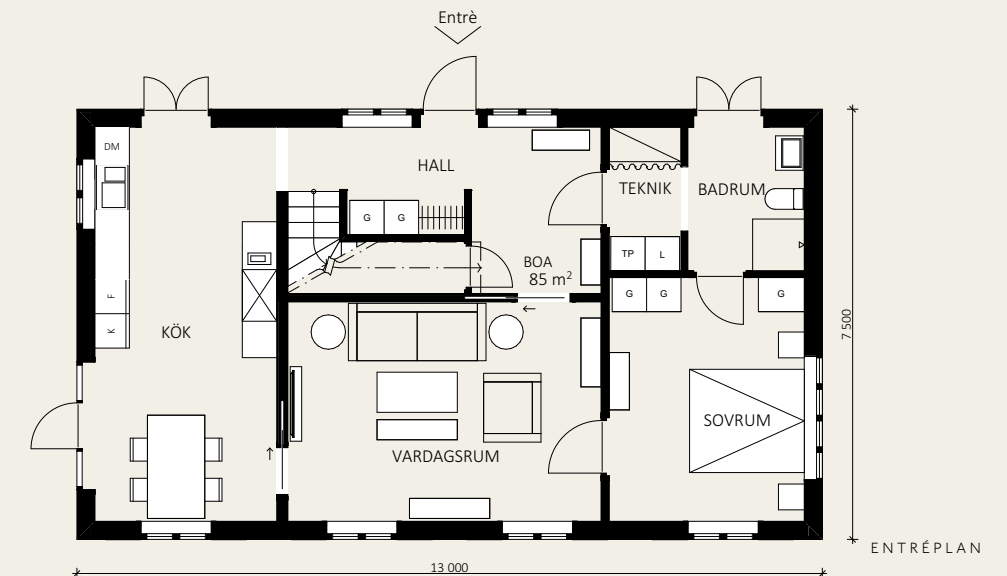 Entrè
DM
HALL
TEKNIK
BADRUM
G
G
BOA
85 m²
TP
L
F
K
KÖK
G
G
G
7 500
SOVRUM
VARDAGSRUM
ENTRÉPLAN
13 000